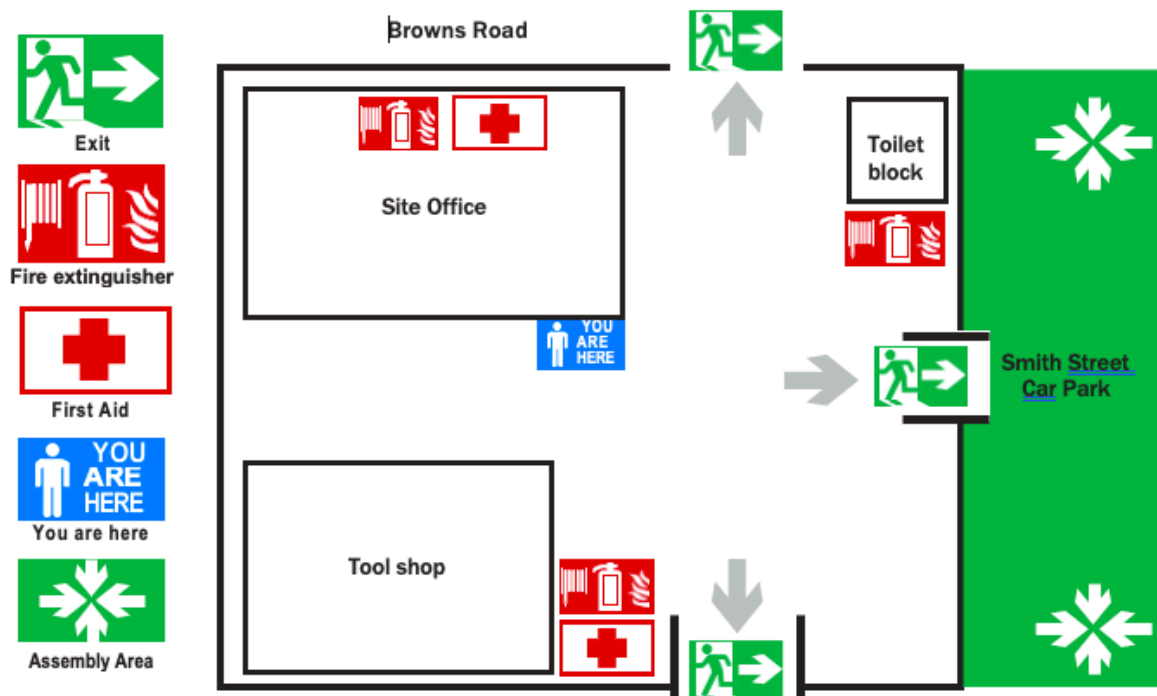 Browns Road
Exit
Fire extinguisher
First Aid
YOU
ARE
HERE
You are here
Assembly Area
Site Office
YOU
ARE
HERE
Toilet
block
Smith Street
Car Park
Tool shop